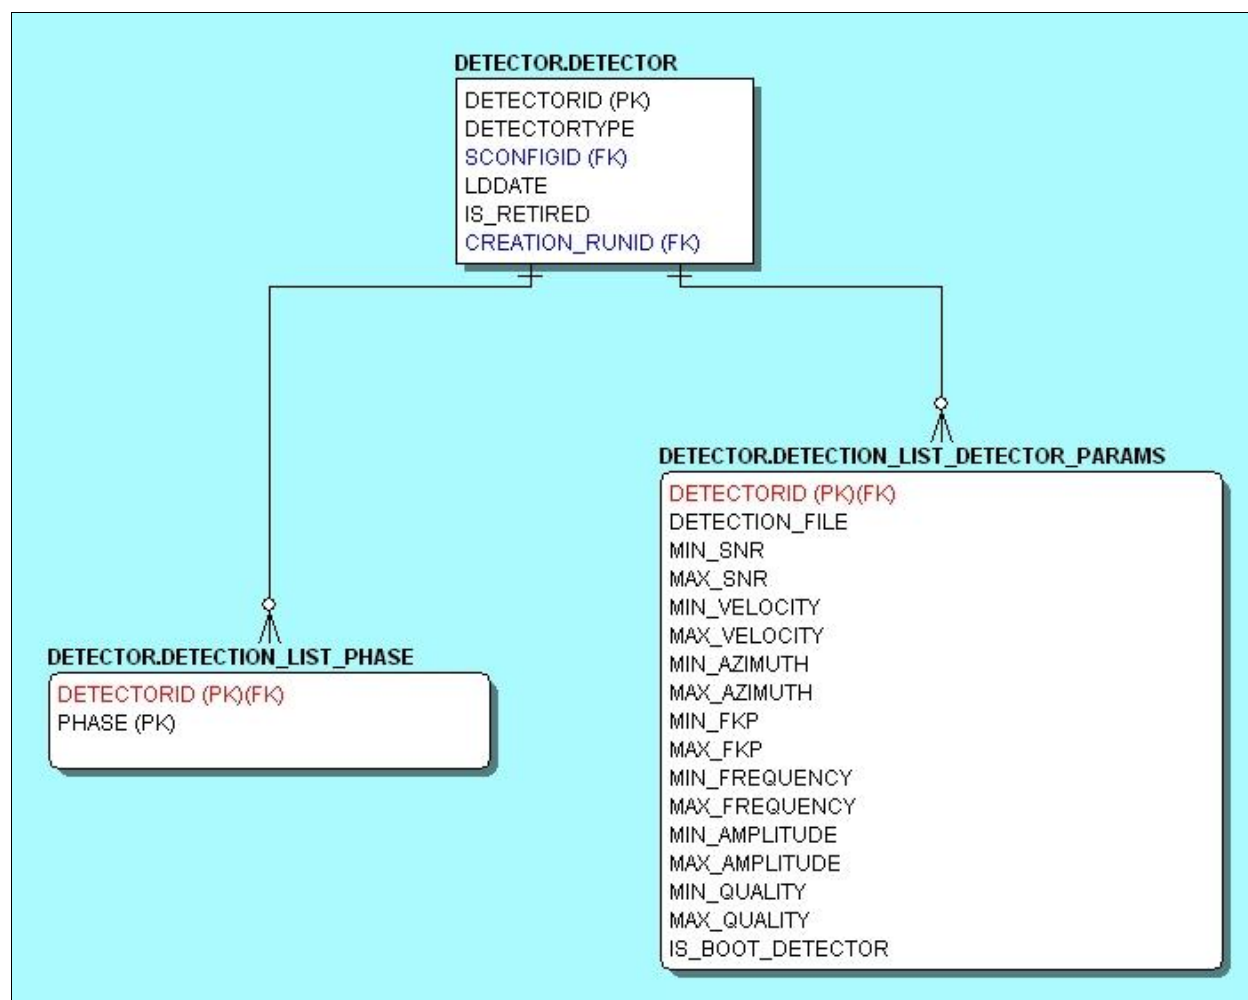 DETECTOR.DETECTOR
DETECTORID (PK)
DETECTORTYPE
SCONFIGID (FK)
LDDATE
IS_RETIRED
CREATION_RUNID (FK)
DETECTOR.DETECTION_LIST_DETECTOR_PARAMS
DETECTORID (PK)(FK)
DETECTION_FILE
MIN_SNR
MAX_SNR
MIN_VELOCITY
MAX_VELOCITY
MIN_AZIMUTH
MAX_AZIMUTH
MIN_FKP
MAX_FKP
MIN_FREQUENCY
MAX_FREQUENCY
MIN_AMPLITUDE
MAX_AMPLITUDE
MIN_QUALITY
MAX_QUALITY
IS_BOOT_DETECTOR
DETECTOR.DETECTION_LIST_PHASE
DETECTORID (PK)(FK)
PHASE (PK)